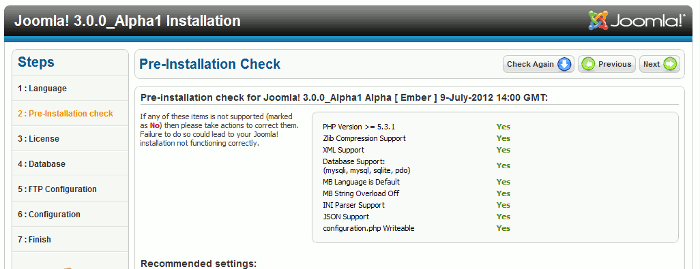 Joomla! 3.0.0_Alpha1 Installation
Joomla!
Steps
Pre-Installation Check
Check Again
Previous
Next
1 : Language
2 : Pre-Installation check
3 : License
4 : Database
5 : FTP Configuration
6 : Configuration
7 : Finish
Pre-installation check for Joomla! 3.0.0_Alpha1 Alpha [ Ember ] 9-July-2012 14:00 GMT:
If any of these items is not supported (marked
as No) then please take actions to correct them.
Failure to do so could lead to your Joomla!
installation not functioning correctly.
PHP Version >= 5.3.1 Yes
Zlib Compression Support Yes
XML Support Yes
Database Support:
(mysqli, mysql, sqlite, pdo) Yes
MB Language is Default Yes
MB String Overload Off Yes
INI Parser Support Yes
JSON Support Yes
configuration.php Writeable Yes
Recommended settings: